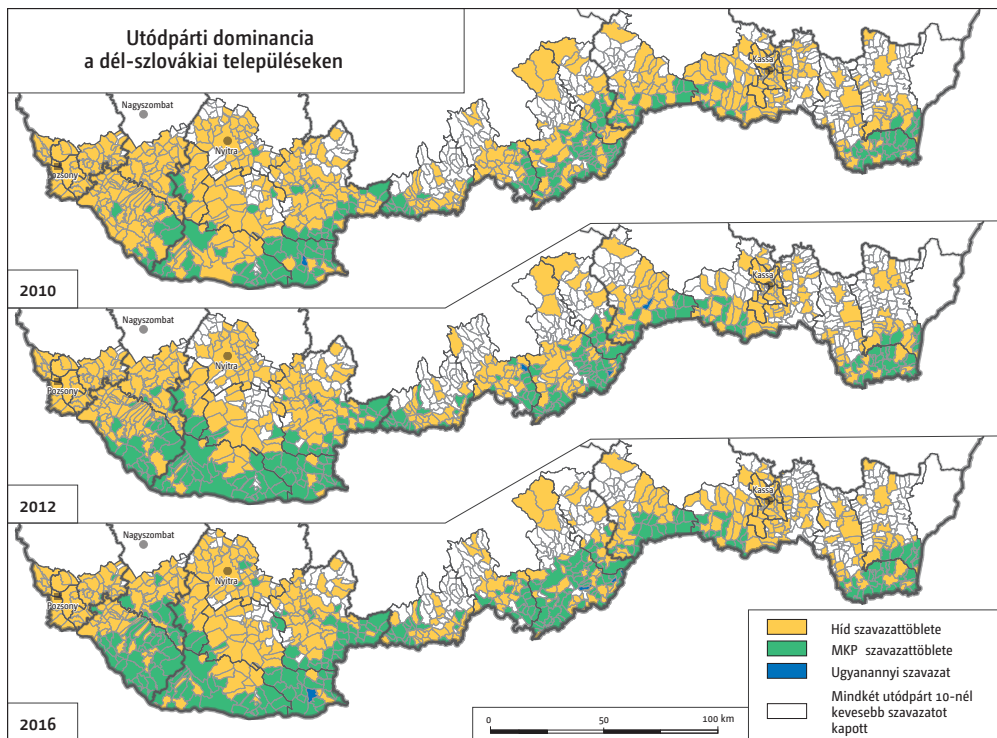 Utódpárti dominancia
a dél-szlovákiai településeken
Nagyszombat
Nyitra
Pozsony
Kassa
2010
Nagyszombat
Nyitra
Pozsony
Kassa
2012
Nagyszombat
Nyitra
Pozsony
Kassa
2016
Híd szavazattöblete
MKP szavazattöblete
Ugyanannyi szavazat
Mindkét utódpárt 10-nél
kevesebb szavazatot
kapott
0 50 100 km